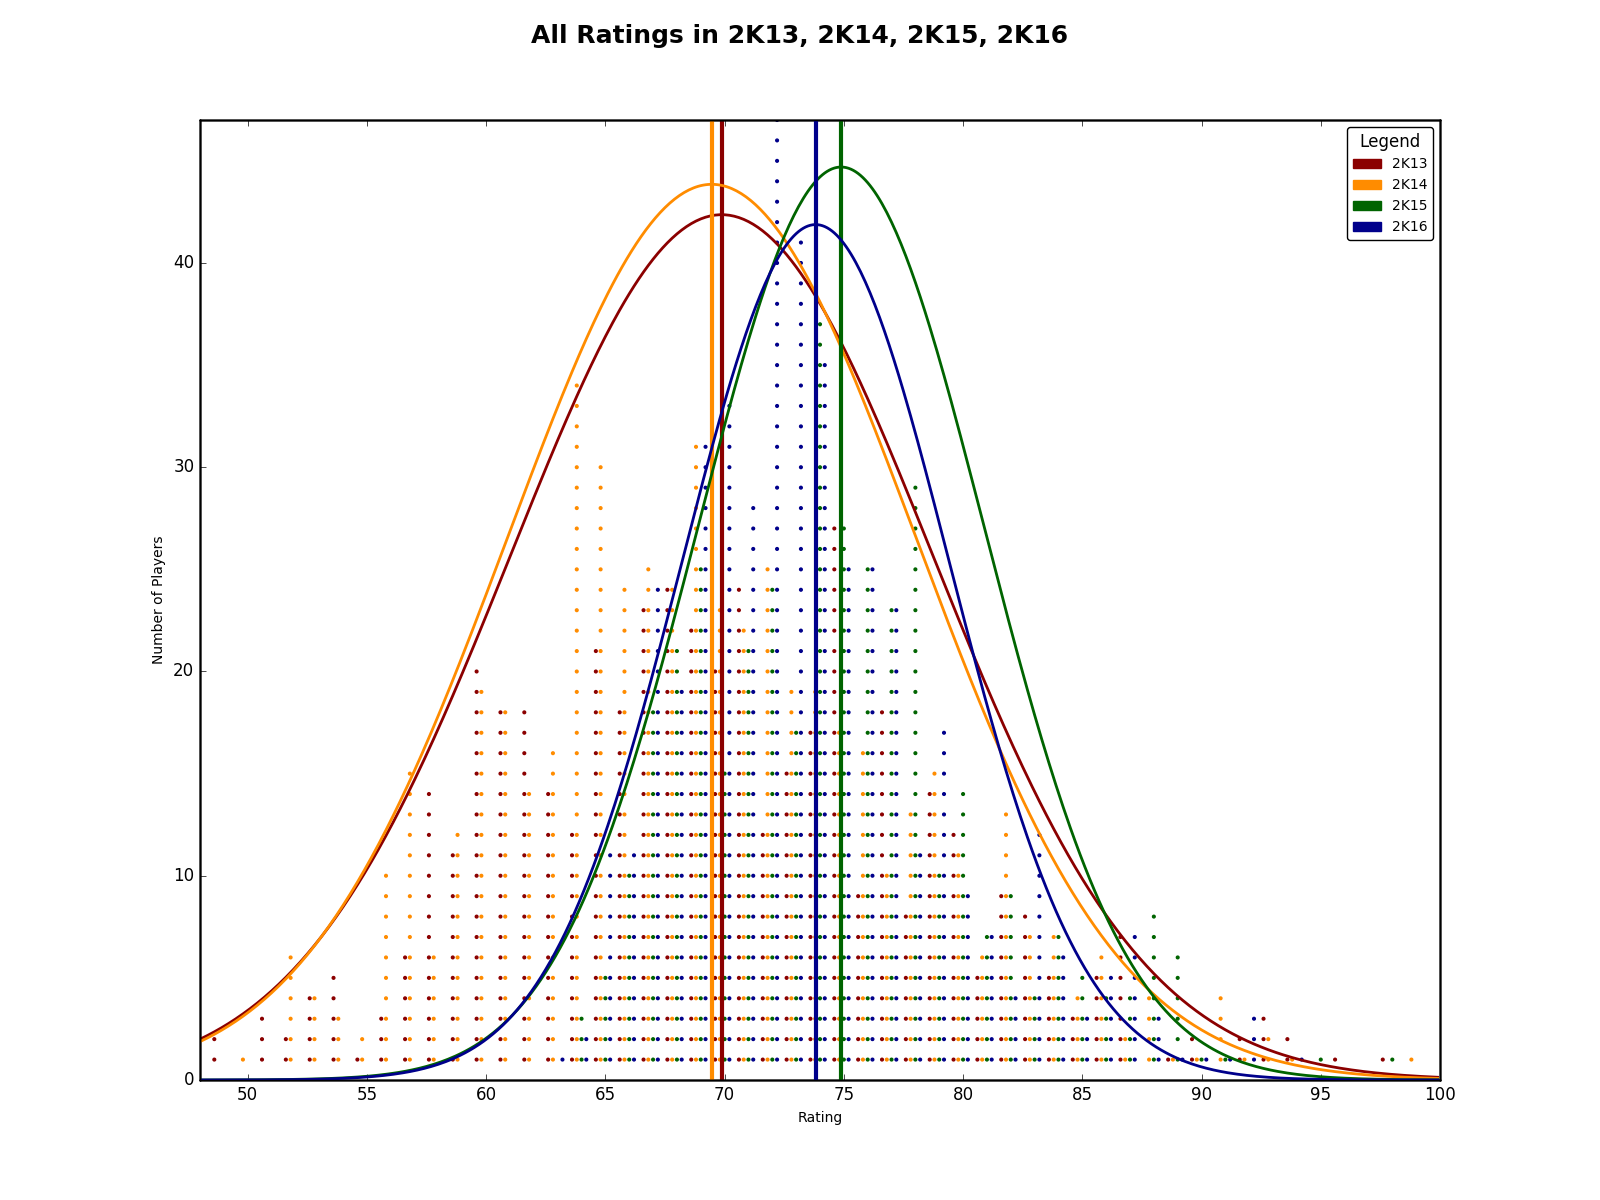 All Ratings in 2K13, 2K14, 2K15, 2K16
Legend
2K13
2K14
2K15
2K16
Number of Players
40
30
20
10
0
50 55 60 65 70 75 80 85 90 95 100
Rating